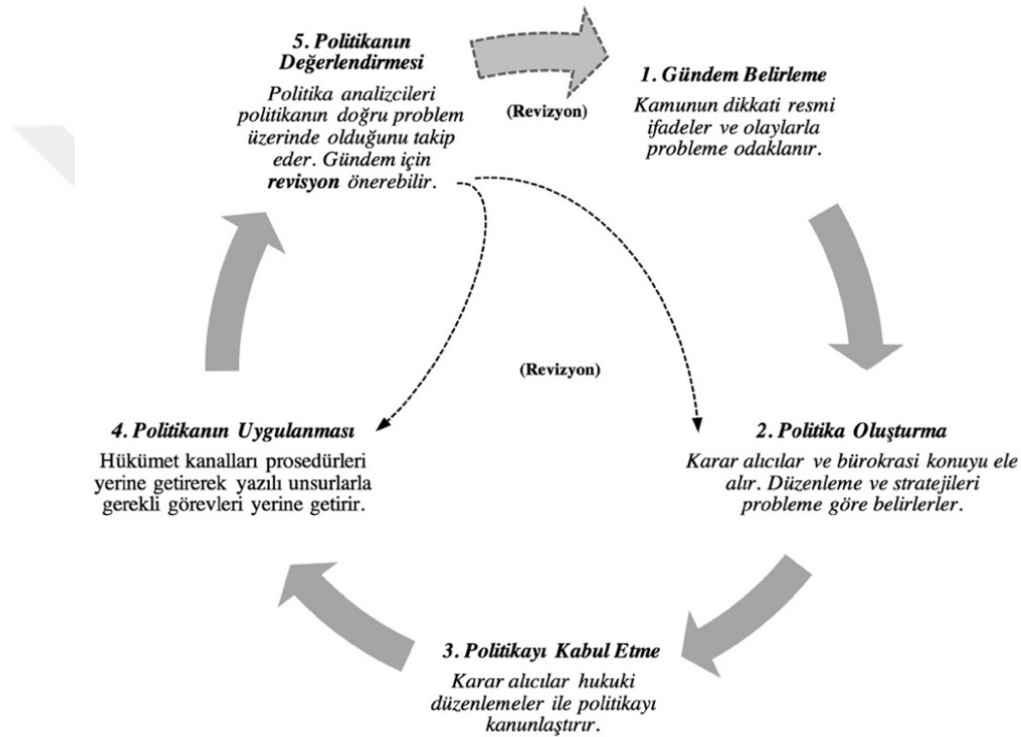 5. Politikanın
Değerlendirmesi
Politika analizcileri
politikanın doğru problem
üzerinde olduğunu takip
eder. Gündem için
revisyon önerebilir.
(Revizyon)
1. Gündem Belirleme
Kamunun dikkati resmi
ifadeler ve olaylarla
probleme odaklanır.
(Revizyon)
2. Politika Oluşturma
Karar alıcılar ve bürokrasi konuyu ele
alır. Düzenleme ve stratejileri
probleme göre belirlerler.
3. Politikayı Kabul Etme
Karar alıcılar hukuki
düzenlemeler ile politikayı
kanunlaştırır.
4. Politikanın Uygulanması
Hükümet kanalları prosedürleri
yerine getirerek yazılı unsurlarla
gerekli görevleri yerine getirir.